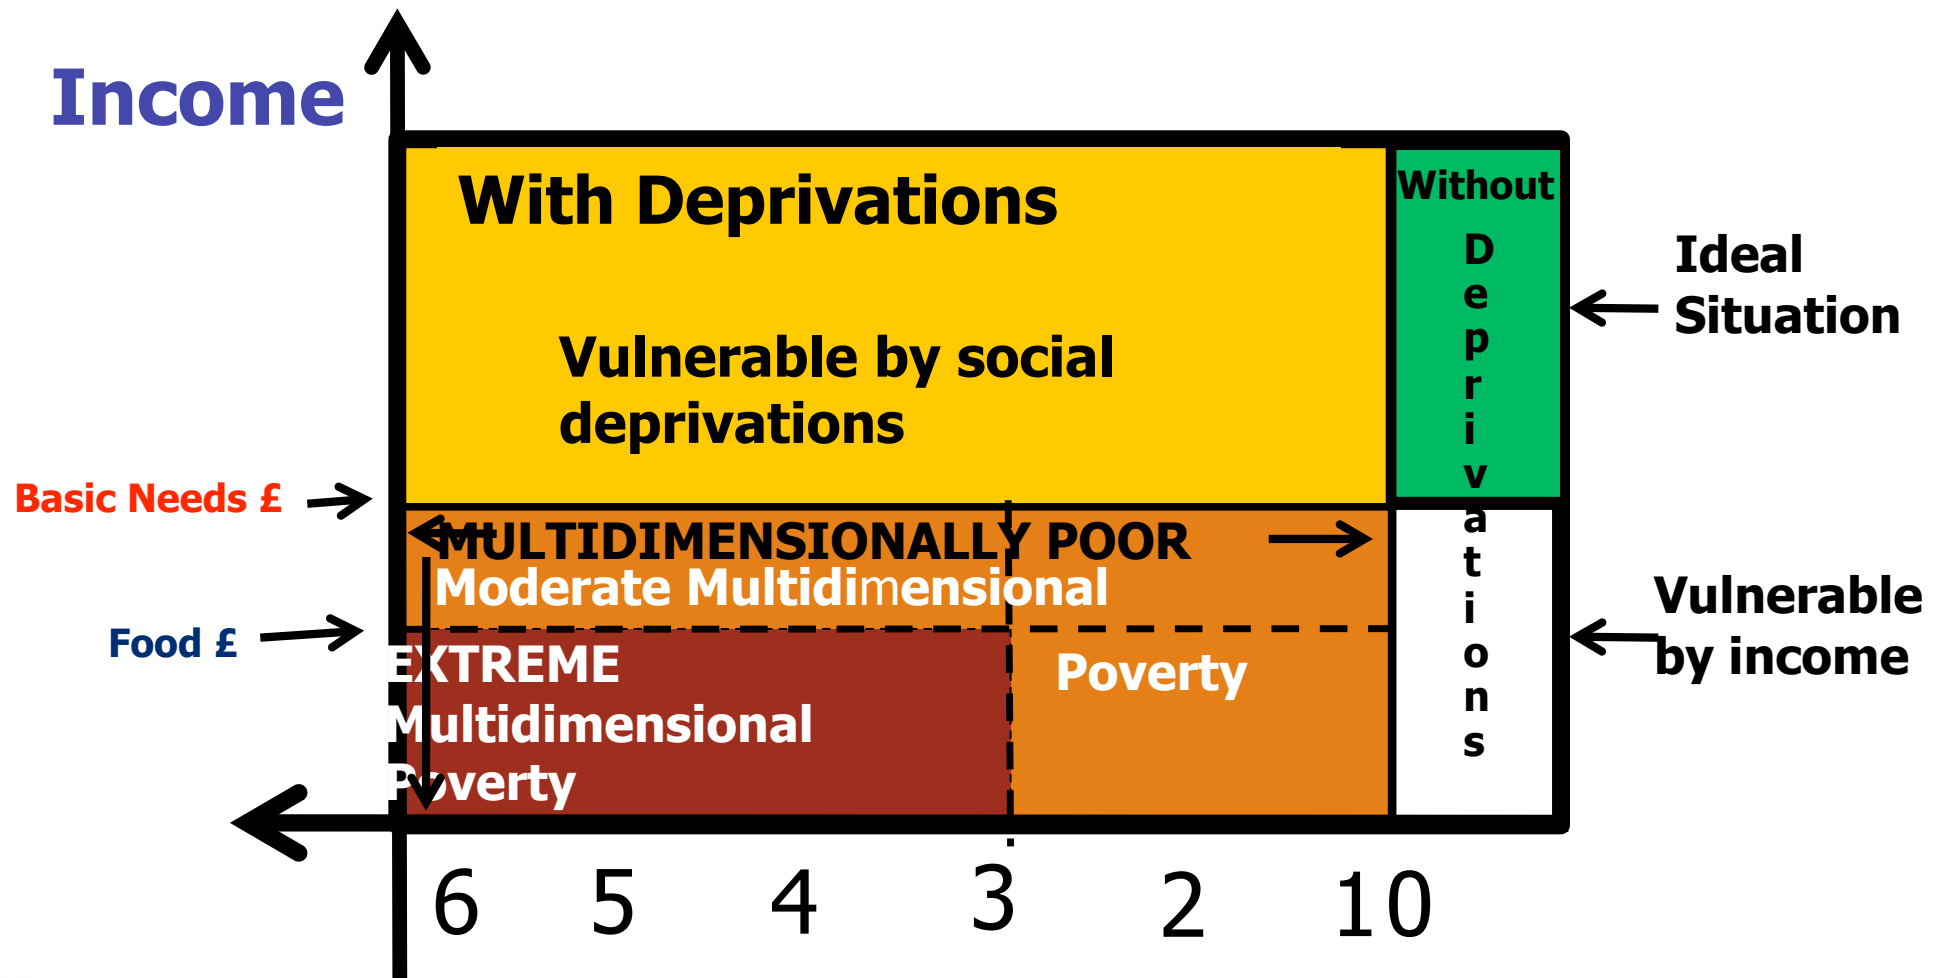 Income
With Deprivations
Without
Deprivations
Ideal
Situation
Vulnerable by social
deprivations
Basic Needs £
MULTIDIMENSIONALLY POOR
Moderate Multidimensional
Food £
Vulnerable
by income
EXTREME
Multidimensional
Poverty
Poverty
6 5 4 3 2 1 0